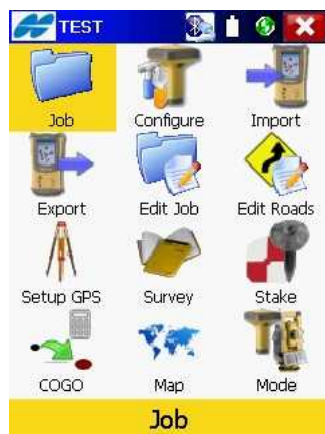 TEST
Job Configure Import
Export Edit Job Edit Roads
Setup GPS Survey Stake
COGO Map Mode
Job